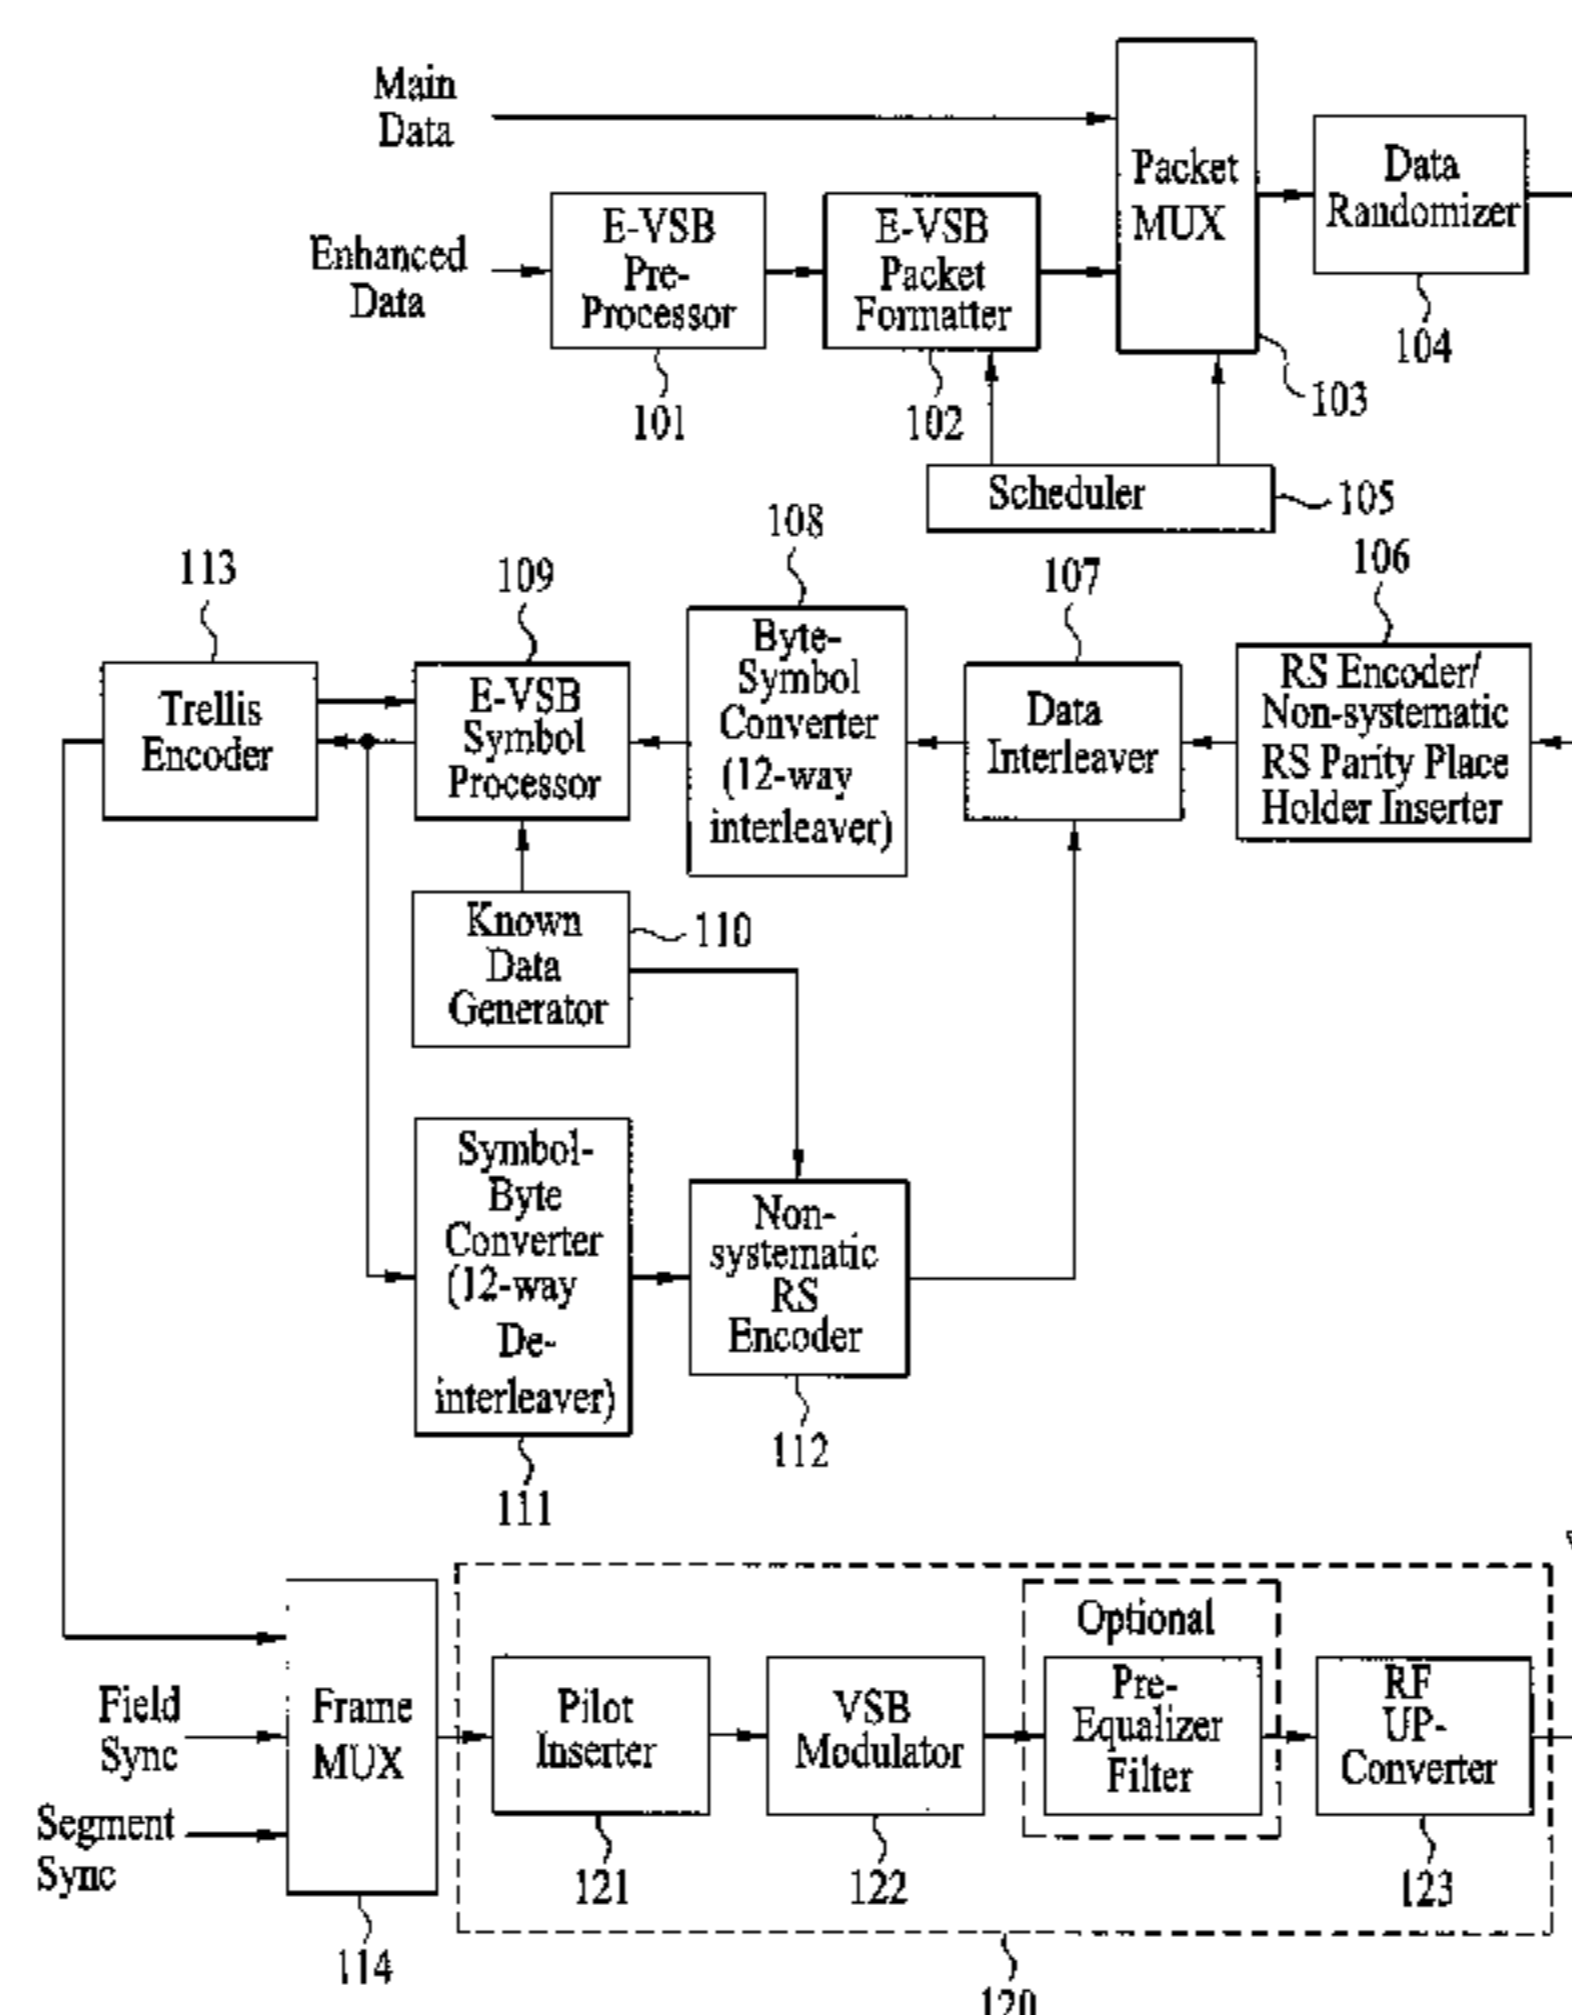 Main
Data
Packet
MUX
Data
Randomizer
Enhanced
Data
E-VSB
Pre-
Processor
E-VSB
Packet
Formatter
101
102
103
104
Scheduler
105
113
109
108
107
106
Trellis
Encoder
E-VSB
Symbol
Processor
Byte-
Symbol
Converter
(12-way
interleaver)
Data
Interleaver
RS Encoder/
Non-systematic
RS Parity Place
Holder Inserter
Known
Data
Generator
110
Symbol-
Byte
Converter
(12-way
De-
interleaver)
Non-
systematic
RS
Encoder
112
111
Field
Sync
Segment
Sync
Frame
MUX
Pilot
Inserter
VSB
Modulator
Optional
Pre-
Equalizer
Filter
RF
UP-
Converter
121
122
123
114
120